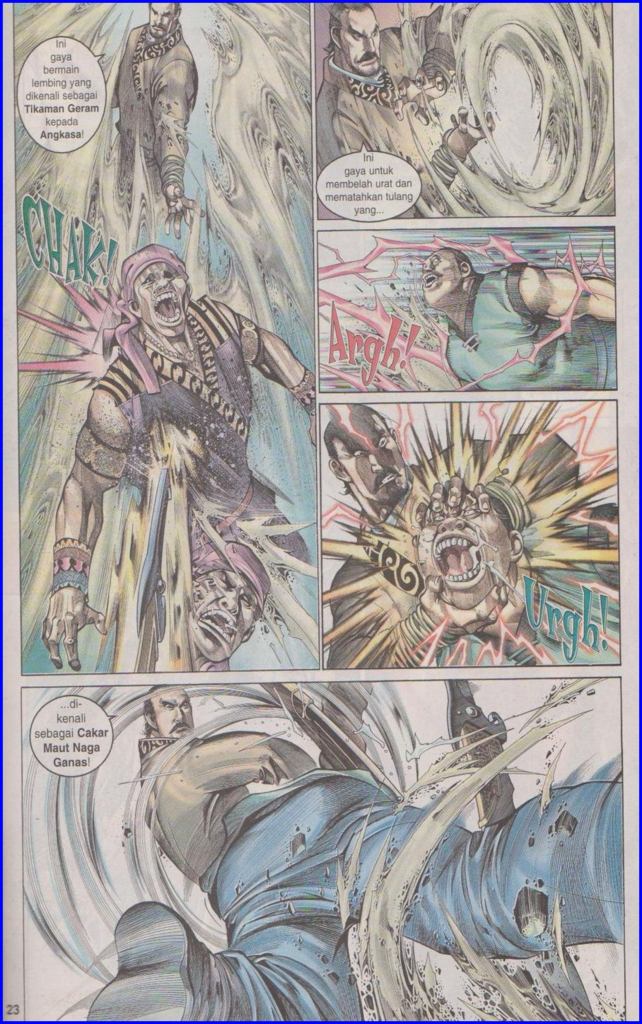 Ini
gaya
bermain
lembing yang
dikenali sebagai
Tikaman Geram
kepada
Angkasa!
CHAK!
Ini
gaya untuk
membelah urat dan
mematahkan tulang
yang...
Argh!
Urgh!
...di-
kenali
sebagai Cakar
Maut Naga
Ganas!
23